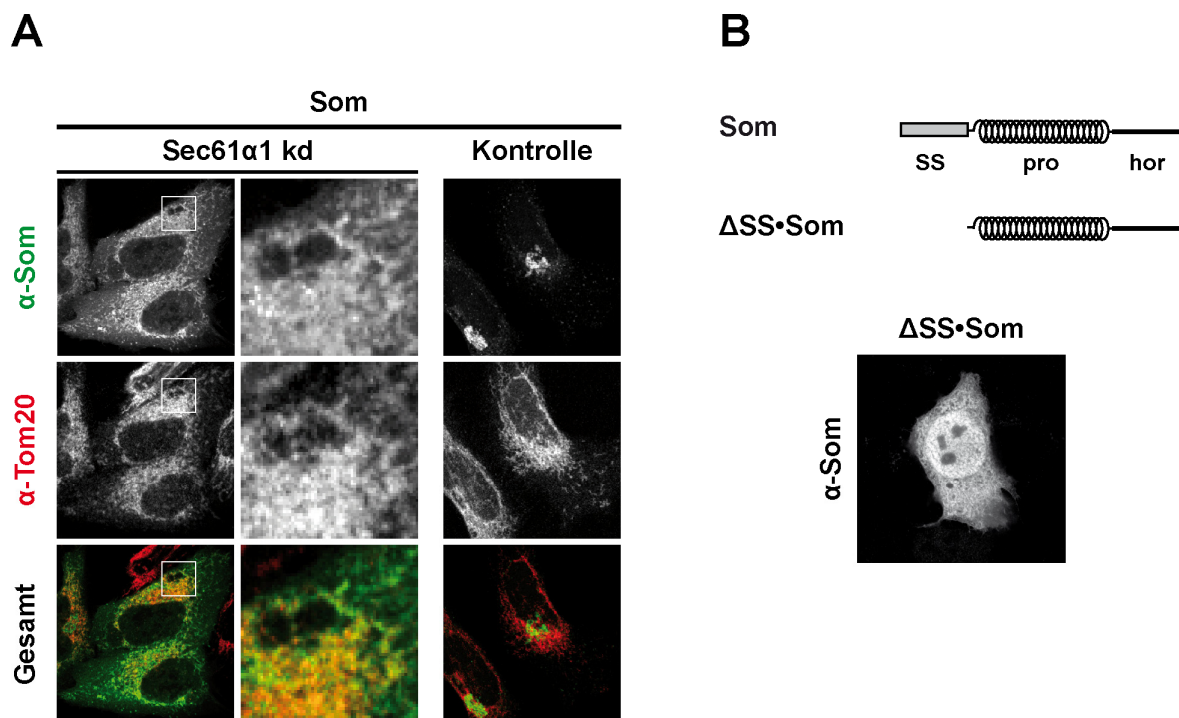 A
Som
Sec61α1 kd
Kontrolle
α-Som
α-Tom20
Gesamt
B
Som
SS
pro
hor
ΔSS•Som
ΔSS•Som
α-Som